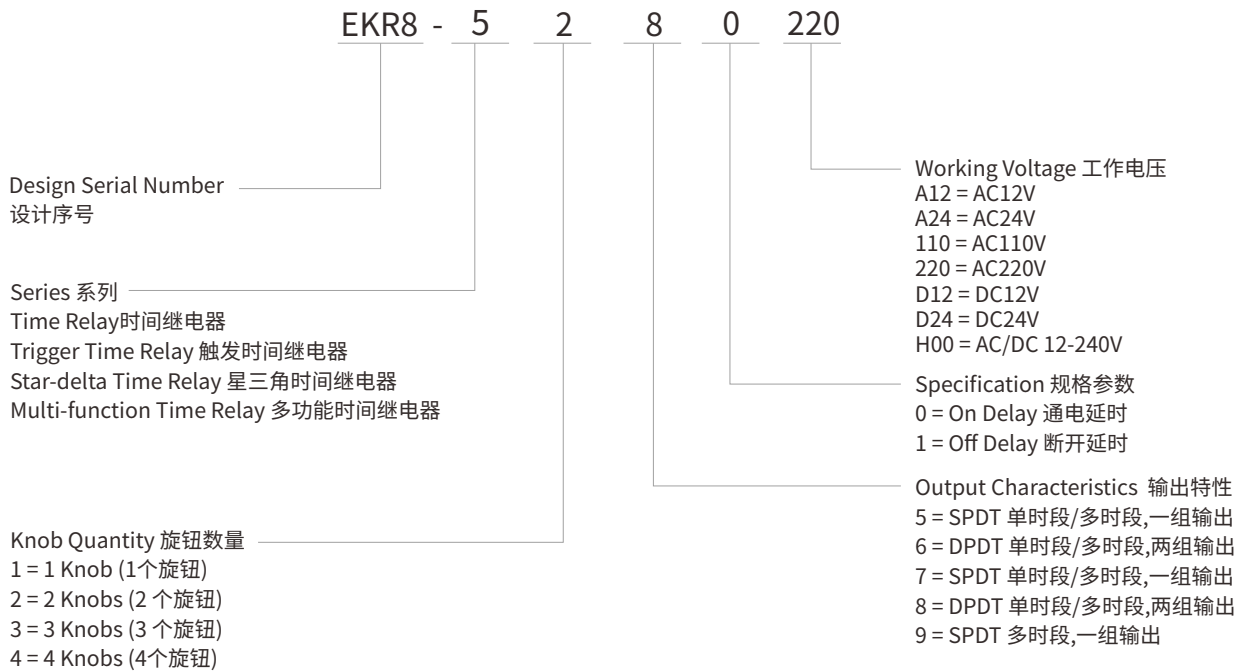 EKR8 - 5 2 8 0 220
Design Serial Number
设计序号
Series 系列
Time Relay时间继电器
Trigger Time Relay 触发时间继电器
Star-delta Time Relay 星三角时间继电器
Multi-function Time Relay 多功能时间继电器
Knob Quantity 旋钮数量
1 = 1 Knob (1个旋钮)
2 = 2 Knobs (2 个旋钮)
3 = 3 Knobs (3 个旋钮)
4 = 4 Knobs (4个旋钮)
Working Voltage 工作电压
A12 = AC12V
A24 = AC24V
110 = AC110V
220 = AC220V
D12 = DC12V
D24 = DC24V
H00 = AC/DC 12-240V
Specification 规格参数
0 = On Delay 通电延时
1 = Off Delay 断开延时
Output Characteristics 输出特性
5 = SPDT 单时段/多时段,一组输出
6 = DPDT 单时段/多时段,两组输出
7 = SPDT 单时段/多时段,一组输出
8 = DPDT 单时段/多时段,两组输出
9 = SPDT 多时段,一组输出